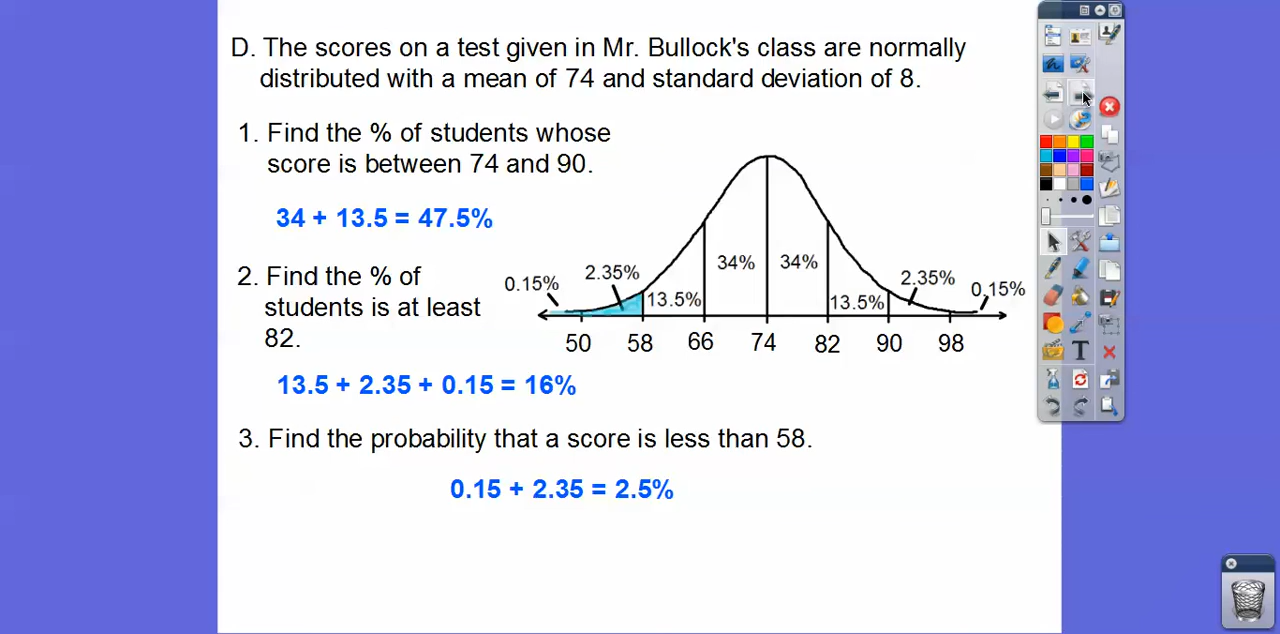 D. The scores on a test given in Mr. Bullock's class are normally
distributed with a mean of 74 and standard deviation of 8.
1. Find the % of students whose
score is between 74 and 90.
34 + 13.5 = 47.5%
2. Find the % of
students is at least
82.
13.5 + 2.35 + 0.15 = 16%
0.15%
2.35%
13.5%
34%
34%
13.5%
2.35%
0.15%
50 58 66 74 82 90 98
3. Find the probability that a score is less than 58.
0.15 + 2.35 = 2.5%
T